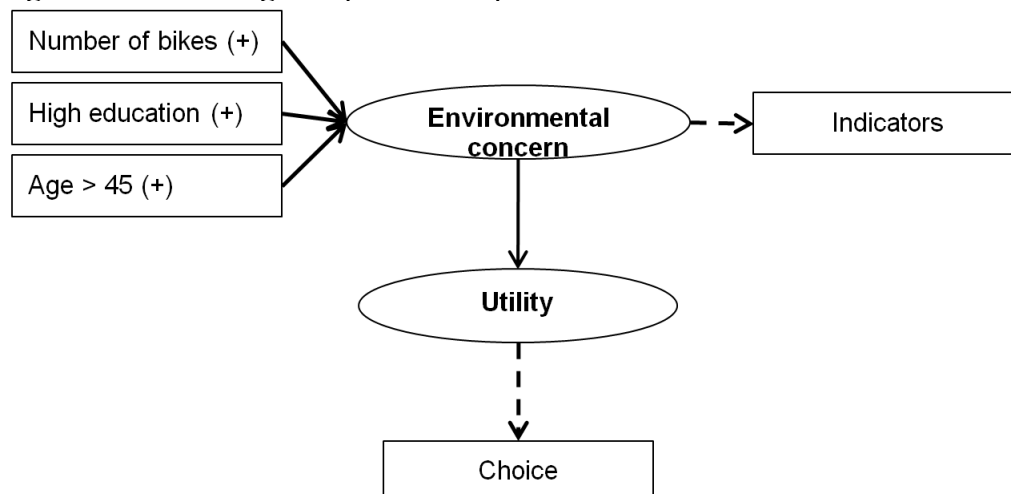 Number of bikes (+)
High education (+)
Age > 45 (+)
Environmental
concern
Indicators
Utility
Choice